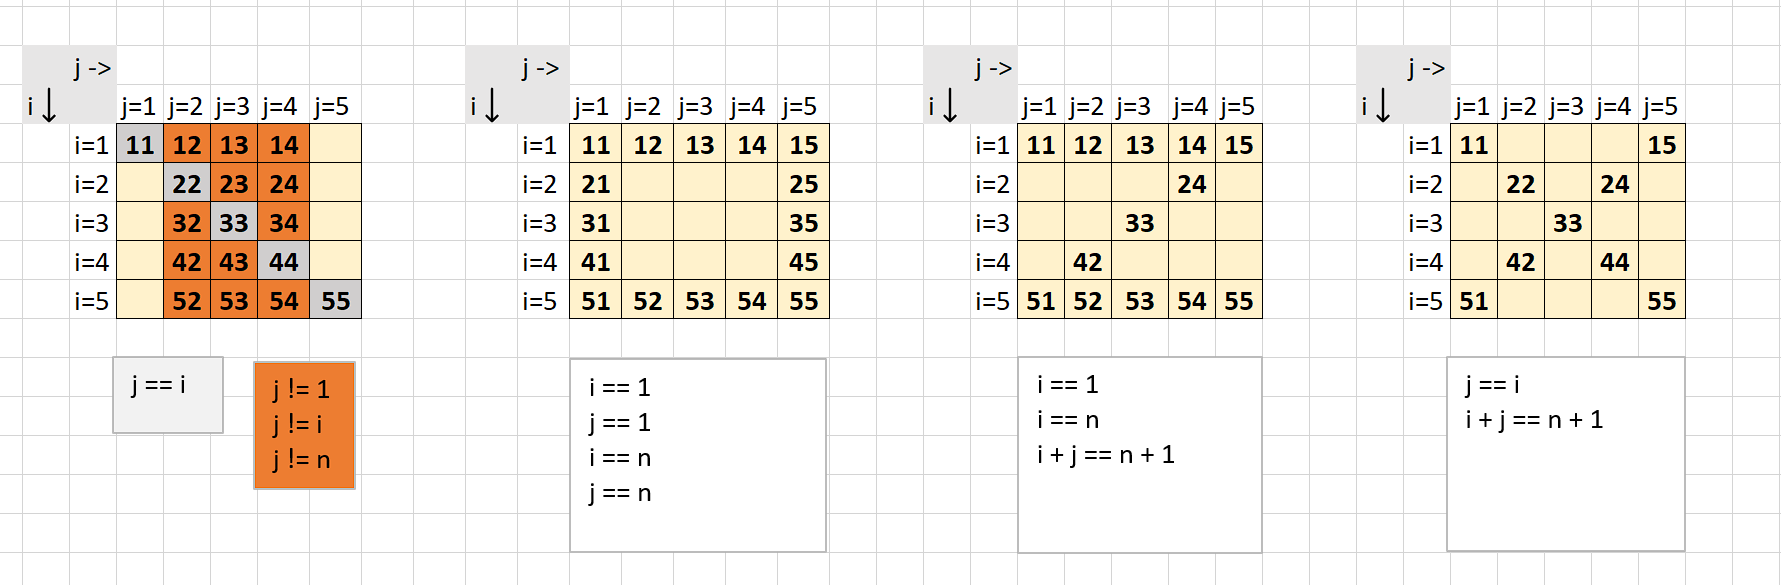 j -> j -> j -> j ->
i ↓ j=1 j=2 j=3 j=4 j=5 i ↓ j=1 j=2 j=3 j=4 j=5 i ↓ j=1 j=2 j=3 j=4 j=5 i ↓ j=1 j=2 j=3 j=4 j=5
i=1 11 12 13 14 i=1 11 12 13 14 15 i=1 11 12 13 14 15 i=1 11 15
i=2 22 23 24 i=2 21 25 i=2 24 i=2 22 24
i=3 32 33 34 i=3 31 35 i=3 33 i=3 33
i=4 42 43 44 i=4 41 45 i=4 42 i=4 42 44
i=5 52 53 54 55 i=5 51 52 53 54 55 i=5 51 52 53 54 55 i=5 51 55
j == i
j != 1
j != i
j != n
i == 1
j == 1
i == n
j == n
i == 1
i == n
i + j == n + 1
j == i
i + j == n + 1